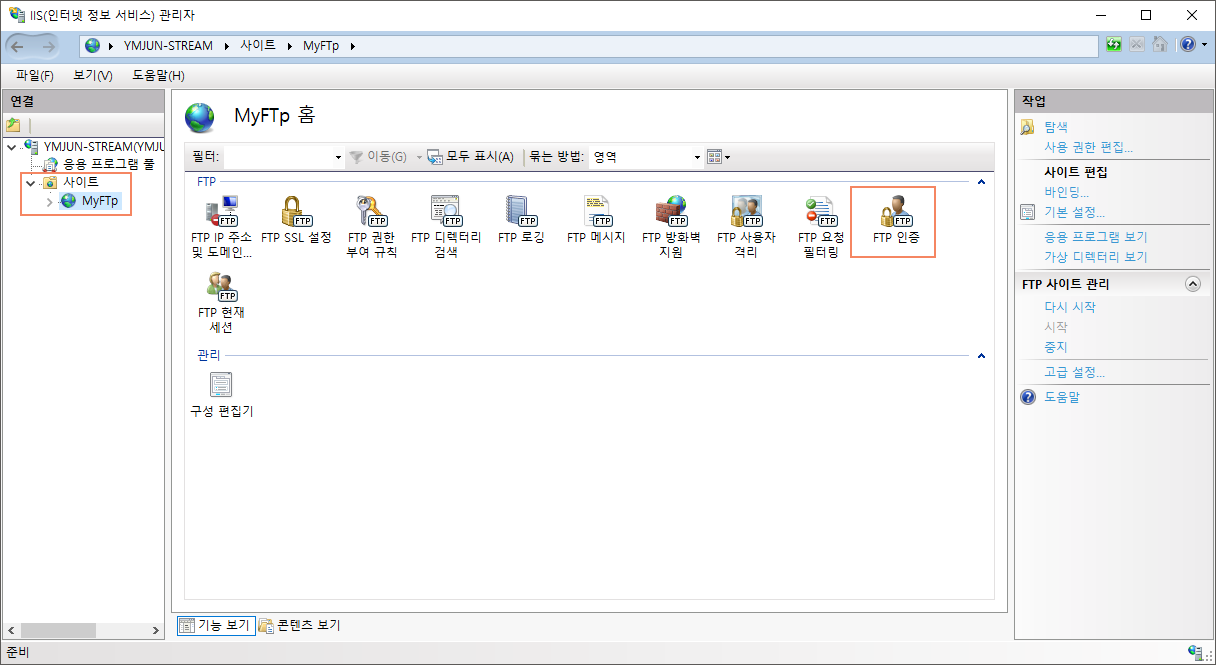 IIS(인터넷 정보 서비스) 관리자
YMJUN-STREAM
사이트
MyFTp
파일(F)
보기(V)
도움말(H)
연결
YMJUN-STREAM(YMJU
응용 프로그램 풀
사이트
MyFTp
MyFTp 홈
필터:
이동(G)
모두 표시(A)
묶는 방법:
영역
FTP
FTP IP 주소
및 도메인...
FTP SSL 설정
FTP 권한
부여 규칙
FTP 디렉터리
검색
FTP 로깅
FTP 메시지
FTP 방화벽
지원
FTP 사용자
격리
FTP 요청
필터링
FTP 인증
FTP 현재
세션
관리
구성 편집기
기능 보기
콘텐츠 보기
작업
탐색
사용 권한 편집...
사이트 편집
바인딩...
기본 설정...
응용 프로그램 보기
가상 디렉터리 보기
FTP 사이트 관리
다시 시작
시작
중지
고급 설정...
도움말
준비